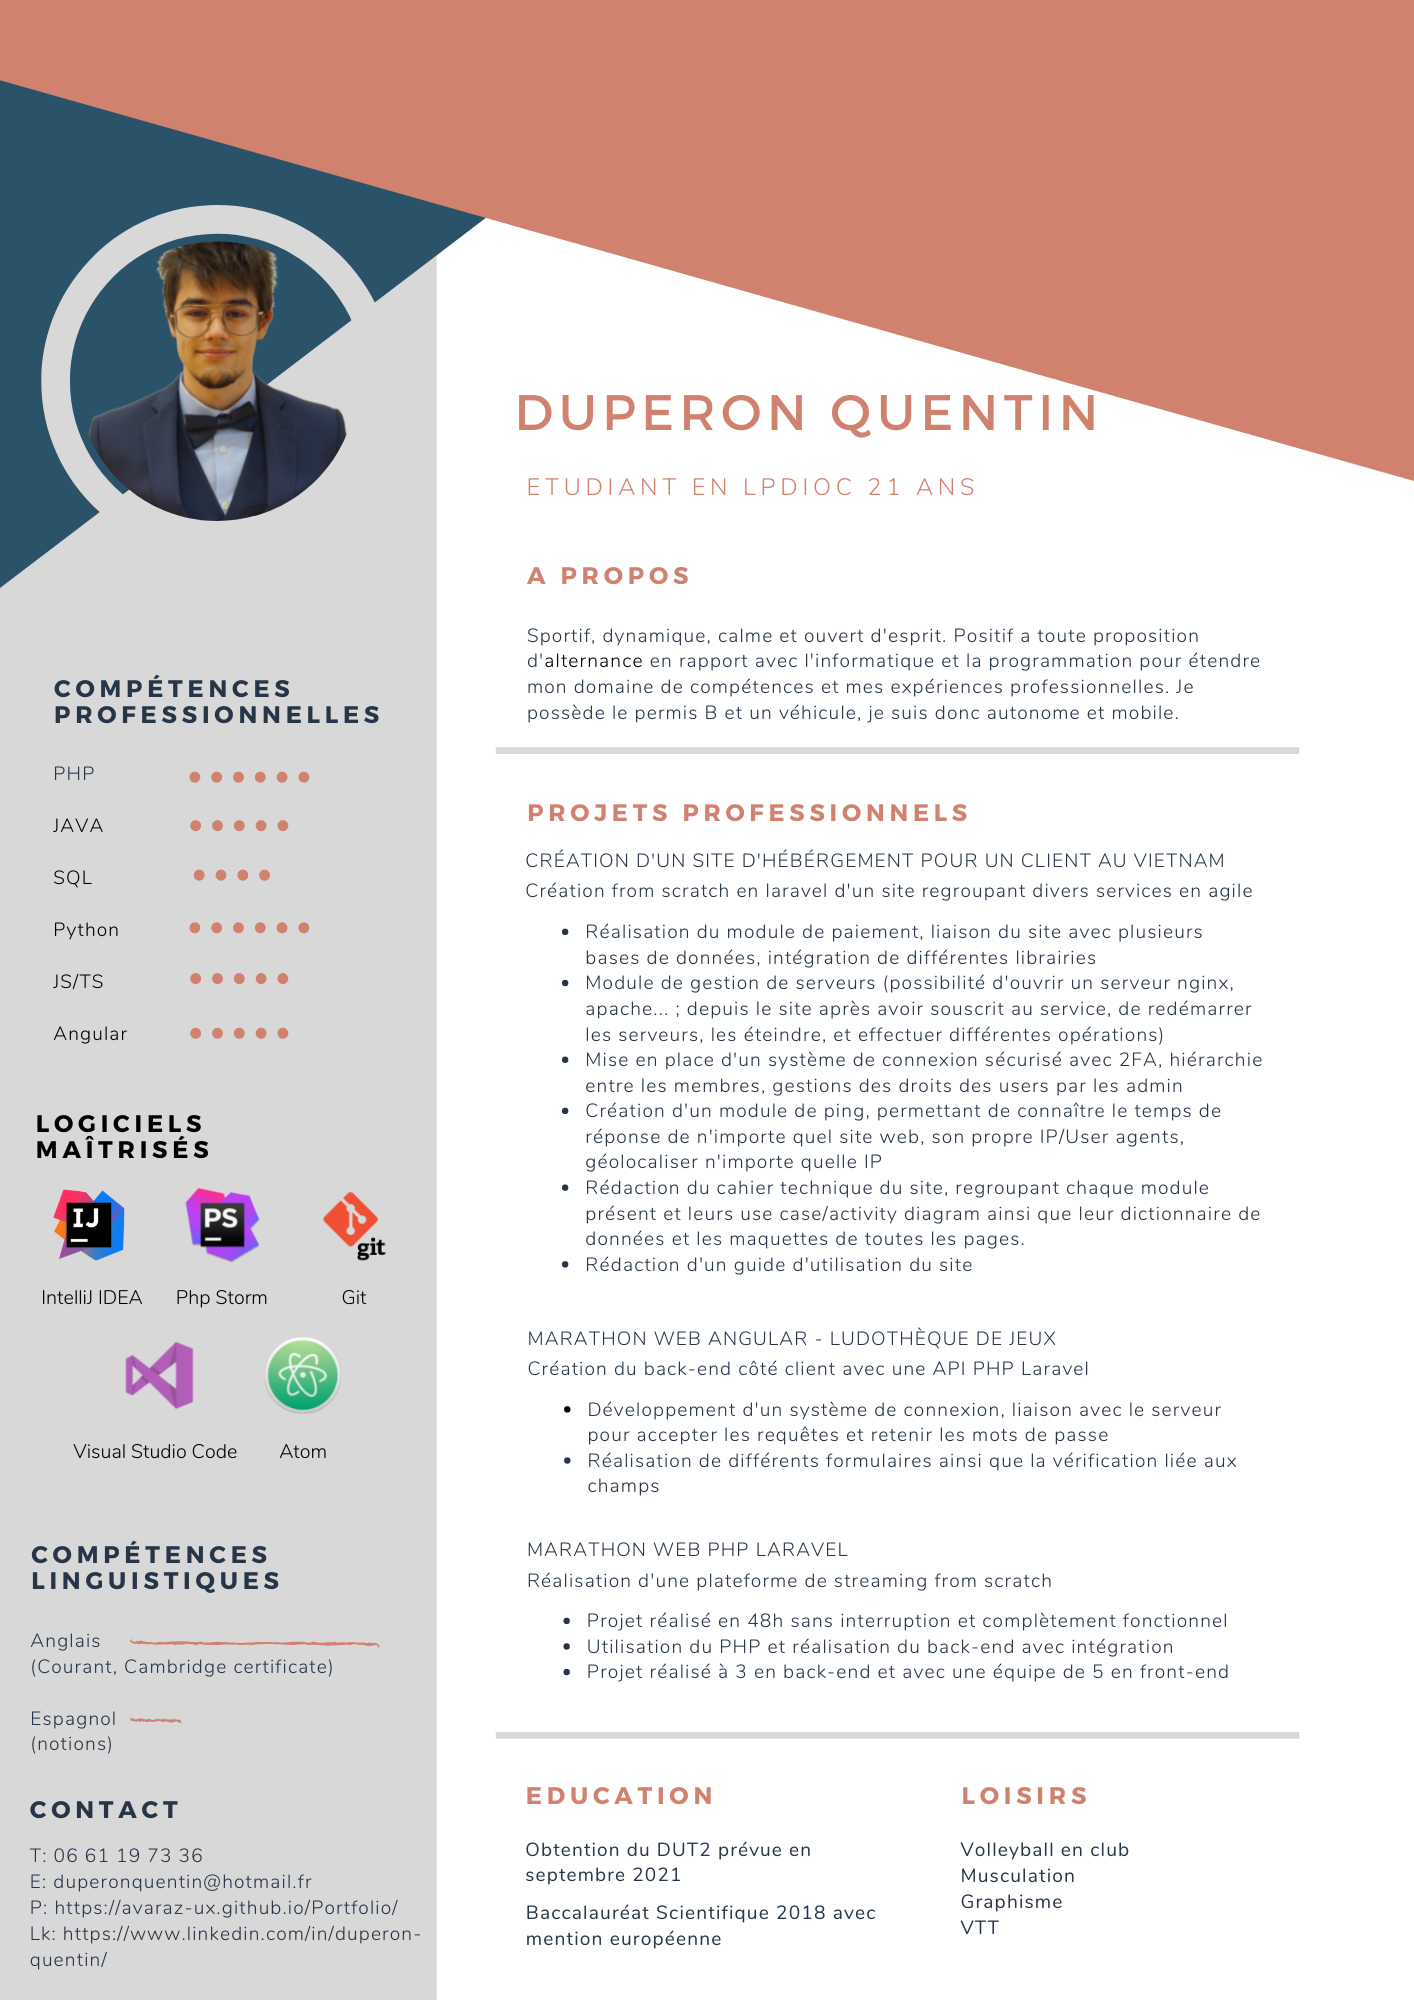 DUPERON QUENTIN
ETUDIANT EN LPDIOC 21 ANS
A PROPOS
Sportif, dynamique, calme et ouvert d'esprit. Positif a toute proposition
d'alternance en rapport avec l'informatique et la programmation pour étendre
mon domaine de compétences et mes expériences professionnelles. Je
possède le permis B et un véhicule, je suis donc autonome et mobile.
COMPÉTENCES
PROFESSIONNELLES
PHP
JAVA
SQL
Python
JS/TS
Angular
LOGICIELS
MAÎTRISÉS
IJ
PS
git
IntelliJ IDEA
Php Storm
Git
Visual Studio Code
Atom
COMPÉTENCES
LINGUISTIQUES
Anglais
(Courant, Cambridge certificate)
Espagnol
(notions)
CONTACT
T: 06 61 19 73 36
E: duperonquentin@hotmail.fr
P: https://avaraz-ux.github.io/Portfolio/
Lk: https://www.linkedin.com/in/duperon-
quentin/
PROJETS PROFESSIONNELS
CRÉATION D'UN SITE D'HÉBÉRGEMENT POUR UN CLIENT AU VIETNAM
Création from scratch en laravel d'un site regroupant divers services en agile
• Réalisation du module de paiement, liaison du site avec plusieurs
bases de données, intégration de différentes librairies
• Module de gestion de serveurs (possibilité d'ouvrir un serveur nginx,
apache... ; depuis le site après avoir souscrit au service, de redémarrer
les serveurs, les éteindre, et effectuer différentes opérations)
• Mise en place d'un système de connexion sécurisé avec 2FA, hiérarchie
entre les membres, gestions des droits des users par les admin
• Création d'un module de ping, permettant de connaître le temps de
réponse de n'importe quel site web, son propre IP/User agents,
géolocaliser n'importe quelle IP
• Rédaction du cahier technique du site, regroupant chaque module
présent et leurs use case/activity diagram ainsi que leur dictionnaire de
données et les maquettes de toutes les pages.
• Rédaction d'un guide d'utilisation du site
MARATHON WEB ANGULAR - LUDOTHÈQUE DE JEUX
Création du back-end côté client avec une API PHP Laravel
• Développement d'un système de connexion, liaison avec le serveur
pour accepter les requêtes et retenir les mots de passe
• Réalisation de différents formulaires ainsi que la vérification liée aux
champs
MARATHON WEB PHP LARAVEL
Réalisation d'une plateforme de streaming from scratch
• Projet réalisé en 48h sans interruption et complètement fonctionnel
• Utilisation du PHP et réalisation du back-end avec intégration
• Projet réalisé à 3 en back-end et avec une équipe de 5 en front-end
EDUCATION
Obtention du DUT2 prévue en
septembre 2021
Baccalauréat Scientifique 2018 avec
mention européenne
LOISIRS
Volleyball en club
Musculation
Graphisme
VTT